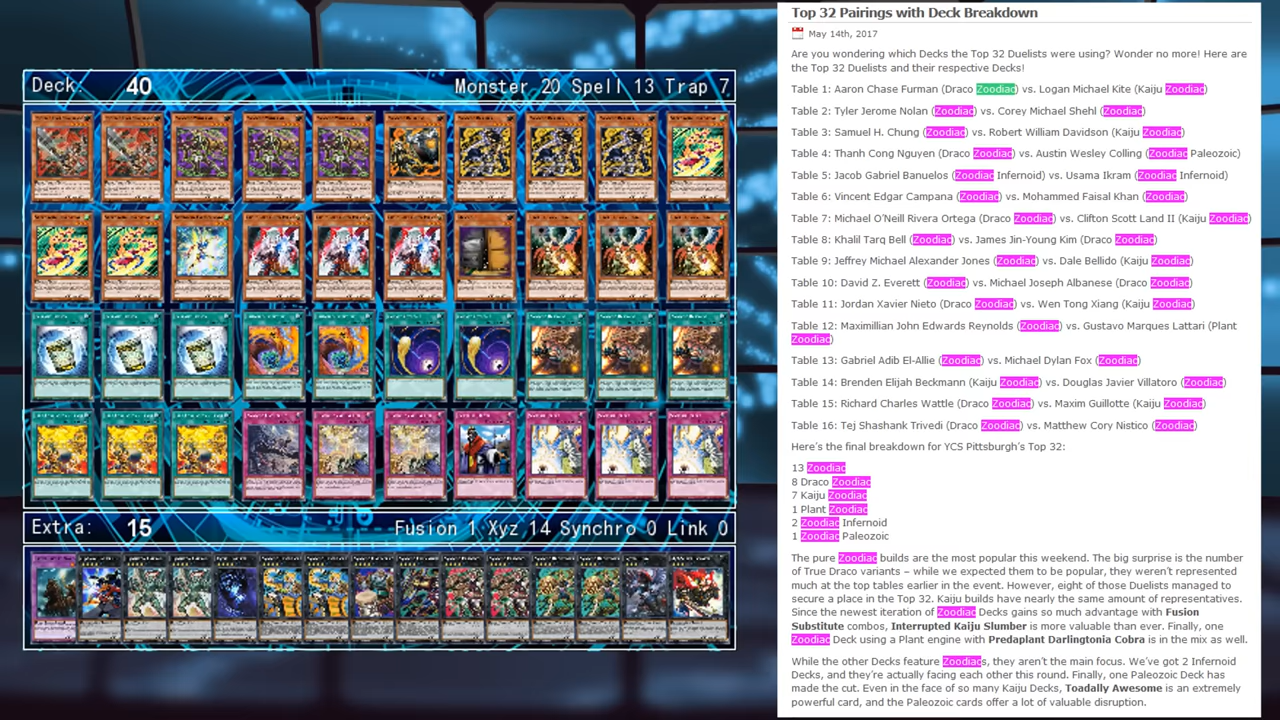 Deck: 40 Monster 20 Spell 13 Trap 7
Extra: 15 Fusion 1 Xyz 14 Synchro 0 Link 0
Top 32 Pairings with Deck Breakdown
May 14th, 2017
Are you wondering which Decks the Top 32 Duelists were using? Wonder no more! Here are
the Top 32 Duelists and their respective Decks!
Table 1: Aaron Chase Furman (Draco Zoodiac) vs. Logan Michael Kite (Kaiju Zoodiac)
Table 2: Tyler Jerome Nolan (Zoodiac) vs. Corey Michael Shehl (Zoodiac)
Table 3: Samuel H. Chung (Zoodiac) vs. Robert William Davidson (Kaiju Zoodiac)
Table 4: Thanh Cong Nguyen (Draco Zoodiac) vs. Austin Wesley Colling (Zoodiac Paleozoic)
Table 5: Jacob Gabriel Banuelos (Zoodiac Infernoid) vs. Usama Ikram (Zoodiac Infernoid)
Table 6: Vincent Edgar Campana (Zoodiac) vs. Mohammed Faisal Khan (Zoodiac)
Table 7: Michael O'Neill Rivera Ortega (Draco Zoodiac) vs. Clifton Scott Land II (Kaiju Zoodiac)
Table 8: Khalil Tarq Bell (Zoodiac) vs. James Jin-Young Kim (Draco Zoodiac)
Table 9: Jeffrey Michael Alexander Jones (Zoodiac) vs. Dale Bellido (Kaiju Zoodiac)
Table 10: David Z. Everett (Zoodiac) vs. Michael Joseph Albanese (Draco Zoodiac)
Table 11: Jordan Xavier Nieto (Draco Zoodiac) vs. Wen Tong Xiang (Kaiju Zoodiac)
Table 12: Maximillian John Edwards Reynolds (Zoodiac) vs. Gustavo Marques Lattari (Plant
Zoodiac)
Table 13: Gabriel Adib El-Allie (Zoodiac) vs. Michael Dylan Fox (Zoodiac)
Table 14: Brenden Elijah Beckmann (Kaiju Zoodiac) vs. Douglas Javier Villatoro (Zoodiac)
Table 15: Richard Charles Wattle (Draco Zoodiac) vs. Maxim Guillotte (Kaiju Zoodiac)
Table 16: Tej Shashank Trivedi (Draco Zoodiac) vs. Matthew Cory Nistico (Zoodiac)
Here's the final breakdown for YCS Pittsburgh's Top 32:
13 Zoodiac
8 Draco Zoodiac
7 Kaiju Zoodiac
1 Plant Zoodiac
2 Zoodiac Infernoid
1 Zoodiac Paleozoic
The pure Zoodiac builds are the most popular this weekend. The big surprise is the number
of True Draco variants – while we expected them to be popular, they weren't represented
much at the top tables earlier in the event. However, eight of those Duelists managed to
secure a place in the Top 32. Kaiju builds have nearly the same amount of representatives.
Since the newest iteration of Zoodiac Decks gains so much advantage with Fusion
Substitute combos, Interrupted Kaiju Slumber is more valuable than ever. Finally, one
Zoodiac Deck using a Plant engine with Predaplant Darlingtonia Cobra is in the mix as well.
While the other Decks feature Zoodiacs, they aren't the main focus. We've got 2 Infernoid
Decks, and they're actually facing each other this round. Finally, one Paleozoic Deck has
made the cut. Even in the face of so many Kaiju Decks, Toadally Awesome is an extremely
powerful card, and the Paleozoic cards offer a lot of valuable disruption.